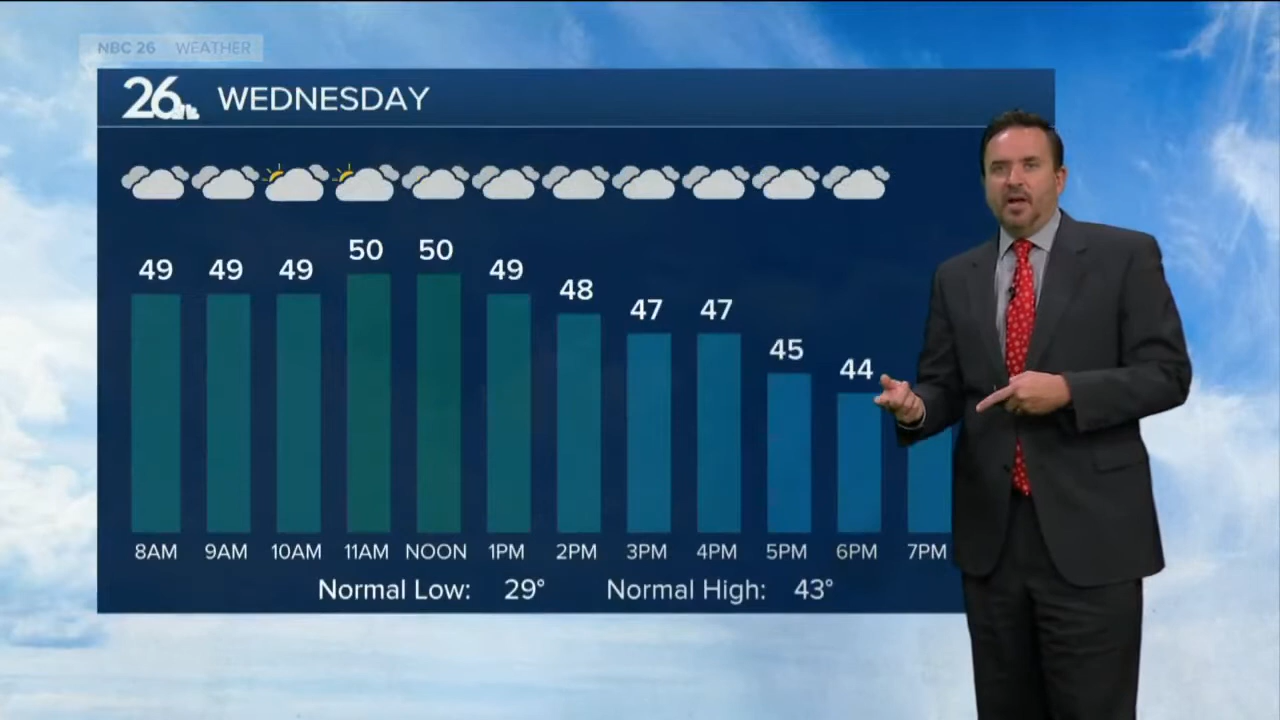 NBC 26 WEATHER
26 WEDNESDAY
49 49 49 50 50 49 48 47 47 45 44
8AM 9AM 10AM 11AM NOON 1PM 2PM 3PM 4PM 5PM 6PM 7PM
Normal Low: 29° Normal High: 43°